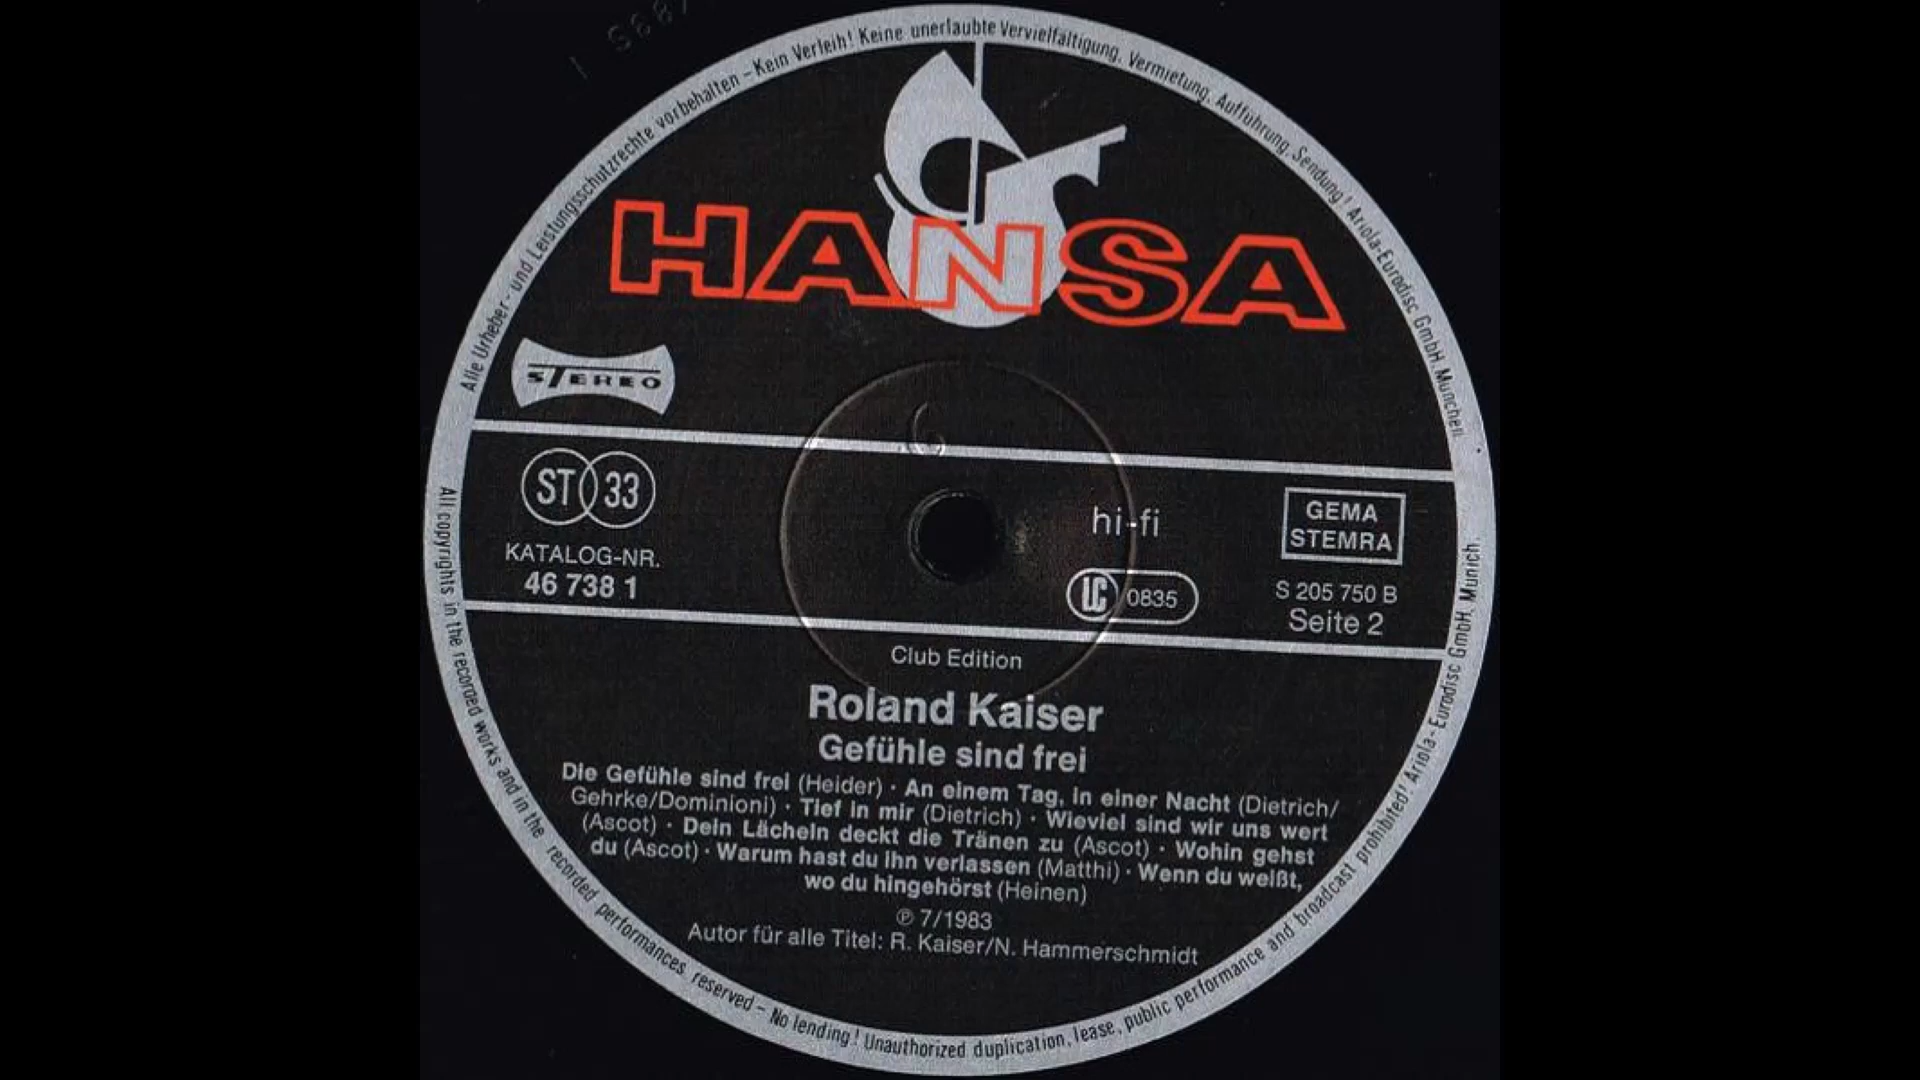 Alle Urheber- und Leistungsschutzrechte vorbehalten – Kein Verleih! Keine unerlaubte Vervielfältigung, Vermietung, Aufführung, Sendung! Ariola-Eurodisc GmbH. München.
HANSA
STEREO
ST 33
KATALOG-NR.
46 738 1
hi-fi
LC 0835
GEMA
STEMRA
S 205 750 B
Seite 2
Club Edition
Roland Kaiser
Gefühle sind frei
Die Gefühle sind frei (Heider) · An einem Tag, in einer Nacht (Dietrich/
Gehrke/Dominioni) · Tief in mir (Dietrich) · Wieviel sind wir uns wert
(Ascot) · Dein Lächeln deckt die Tränen zu (Ascot) · Wohin gehst
du (Ascot) · Warum hast du ihn verlassen (Matthi) · Wenn du weißt,
wo du hingehörst (Heinen)
℗ 7/1983
Autor für alle Titel: R. Kaiser/N. Hammerschmidt
All copyrights in the recorded works and in the recorded performances reserved – No lending! Unauthorized duplication, lease, public performance and broadcast prohibited! Ariola-Eurodisc GmbH. Munich.